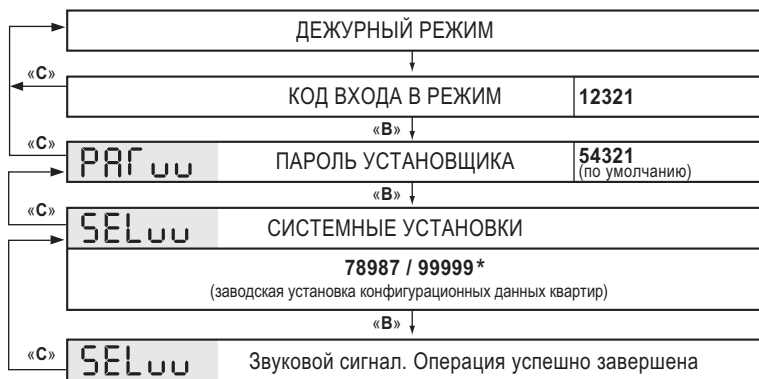 ДЕЖУРНЫЙ РЕЖИМ
«С»
КОД ВХОДА В РЕЖИМ 12321
«В»
«С»
PAГuu ПАРОЛЬ УСТАНОВЩИКА 54321
(по умолчанию)
«В»
«С»
SELuu СИСТЕМНЫЕ УСТАНОВКИ
78987 / 99999*
(заводская установка конфигурационных данных квартир)
«В»
«С»
SELuu Звуковой сигнал. Операция успешно завершена